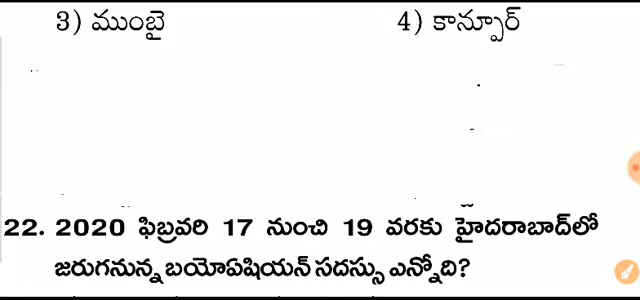 3) ముంబై 4) కాన్పూర్
22. 2020 ఫిబ్రవరి 17 నుంచి 19 వరకు హైదరాబాద్‌లో
జరుగనున్న బయోఏషియన్ సదస్సు ఎన్నోది?